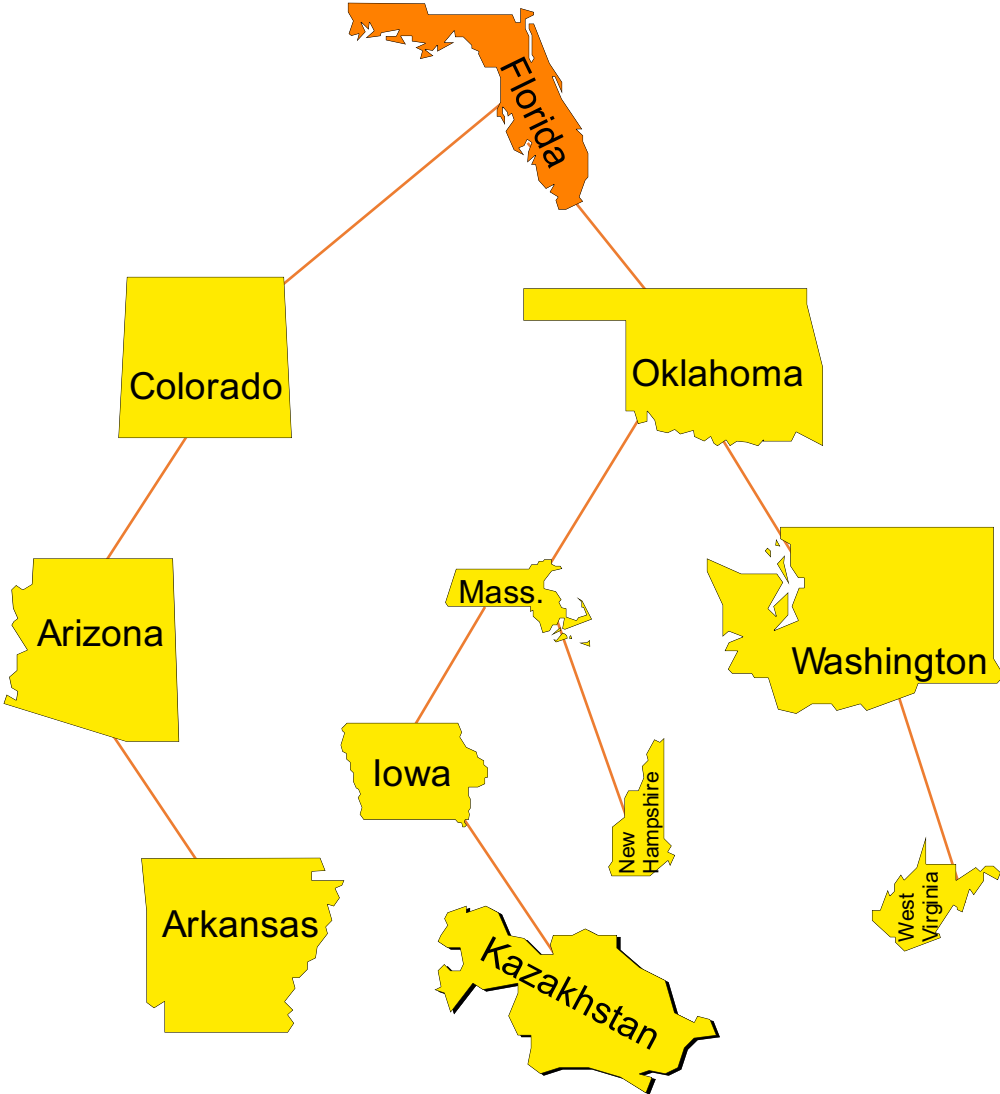 Florida
Colorado
Oklahoma
Mass.
Arizona
Washington
Iowa
New
Hampshire
West
Virginia
Arkansas
Kazakhstan